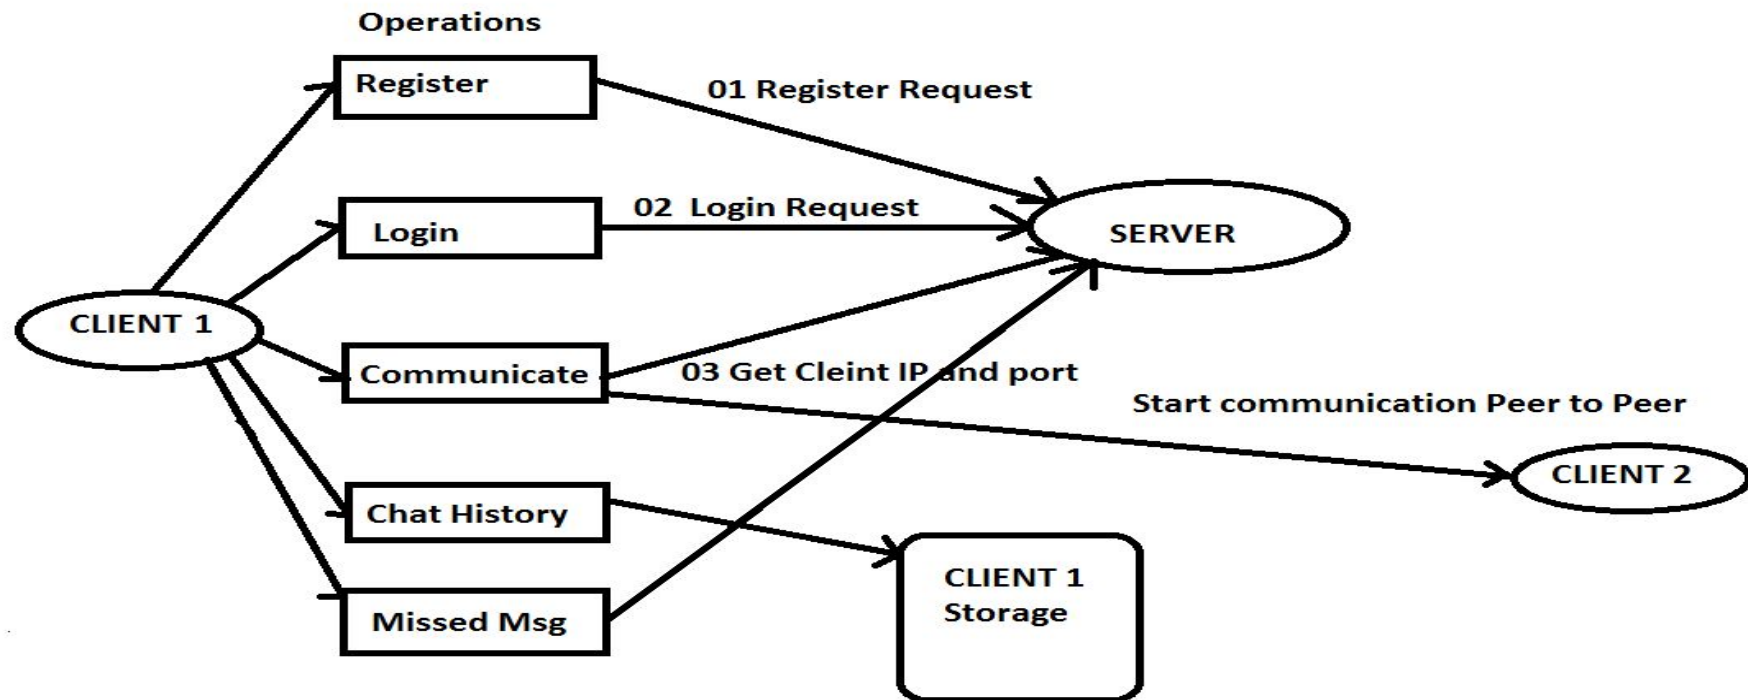 Operations
Register
01 Register Request
Login
02 Login Request
SERVER
CLIENT 1
Communicate
03 Get Cleint IP and port
Start communication Peer to Peer
CLIENT 2
Chat History
CLIENT 1
Storage
Missed Msg